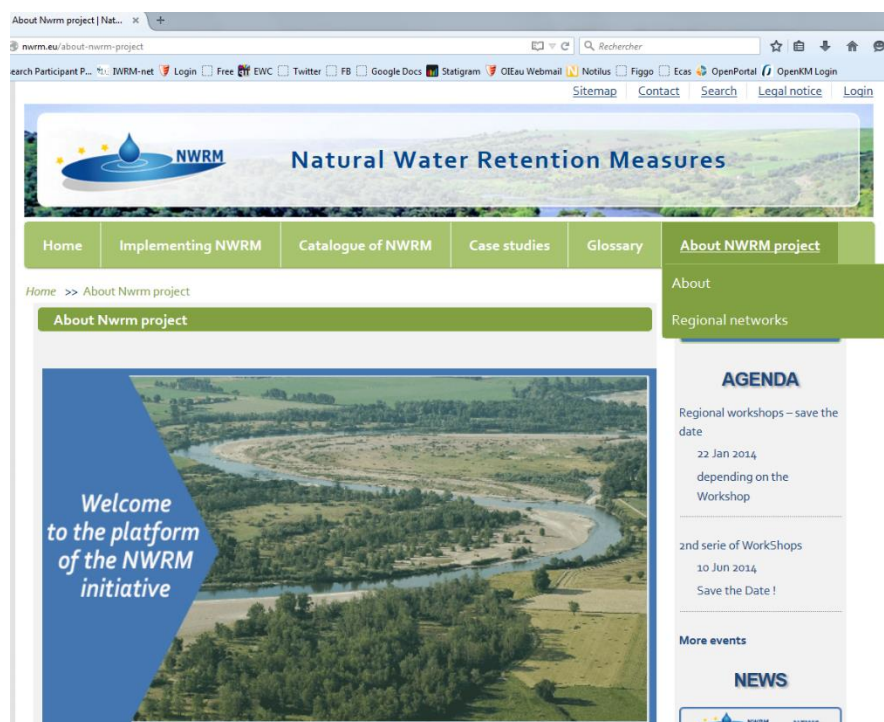 About Nwrm project | Nat...
nwrm.eu/about-nwrm-project
Rechercher
earch Participant P... IWRM-net Login Free EWC Twitter FB Google Docs Statigram OIEau Webmail Notilus Figgo Ecas OpenPortal OpenKM Login
Sitemap Contact Search Legal notice Login
NWRM
Natural Water Retention Measures
Home Implementing NWRM Catalogue of NWRM Case studies Glossary About NWRM project
About
Regional networks
Home >> About Nwrm project
About Nwrm project
Welcome
to the platform
of the NWRM
initiative
AGENDA
Regional workshops – save the
date
22 Jan 2014
depending on the
Workshop
2nd serie of WorkShops
10 Jun 2014
Save the Date !
More events
NEWS